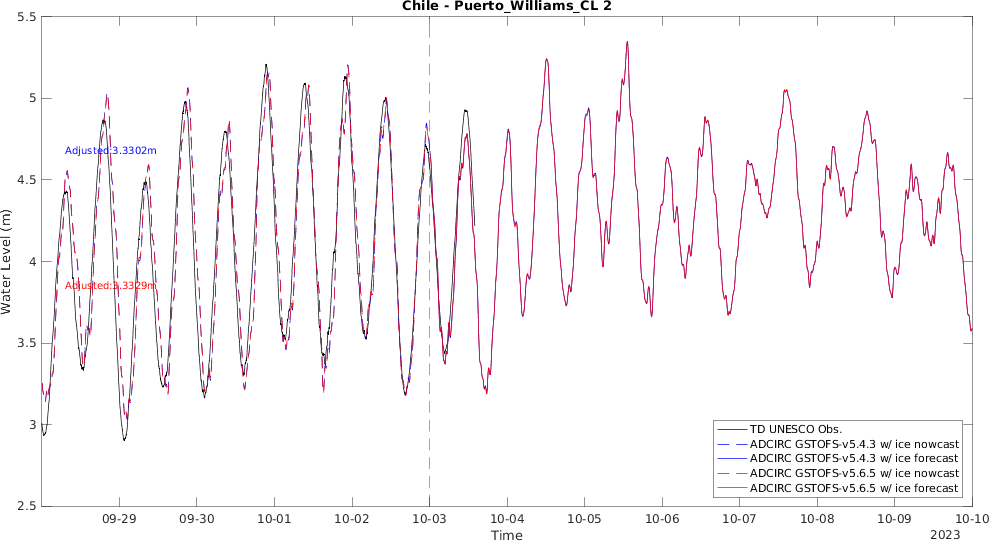 Chile - Puerto_Williams_CL 2
5.5
5
4.5
4
3.5
3
2.5
Water Level (m)
Adjusted:3.3302m
Adjusted:3.3329m
TD UNESCO Obs.
ADCIRC GSTOFS-v5.4.3 w/ ice nowcast
ADCIRC GSTOFS-v5.4.3 w/ ice forecast
ADCIRC GSTOFS-v5.6.5 w/ ice nowcast
ADCIRC GSTOFS-v5.6.5 w/ ice forecast
09-29 09-30 10-01 10-02 10-03 10-04 10-05 10-06 10-07 10-08 10-09 10-10
Time
2023